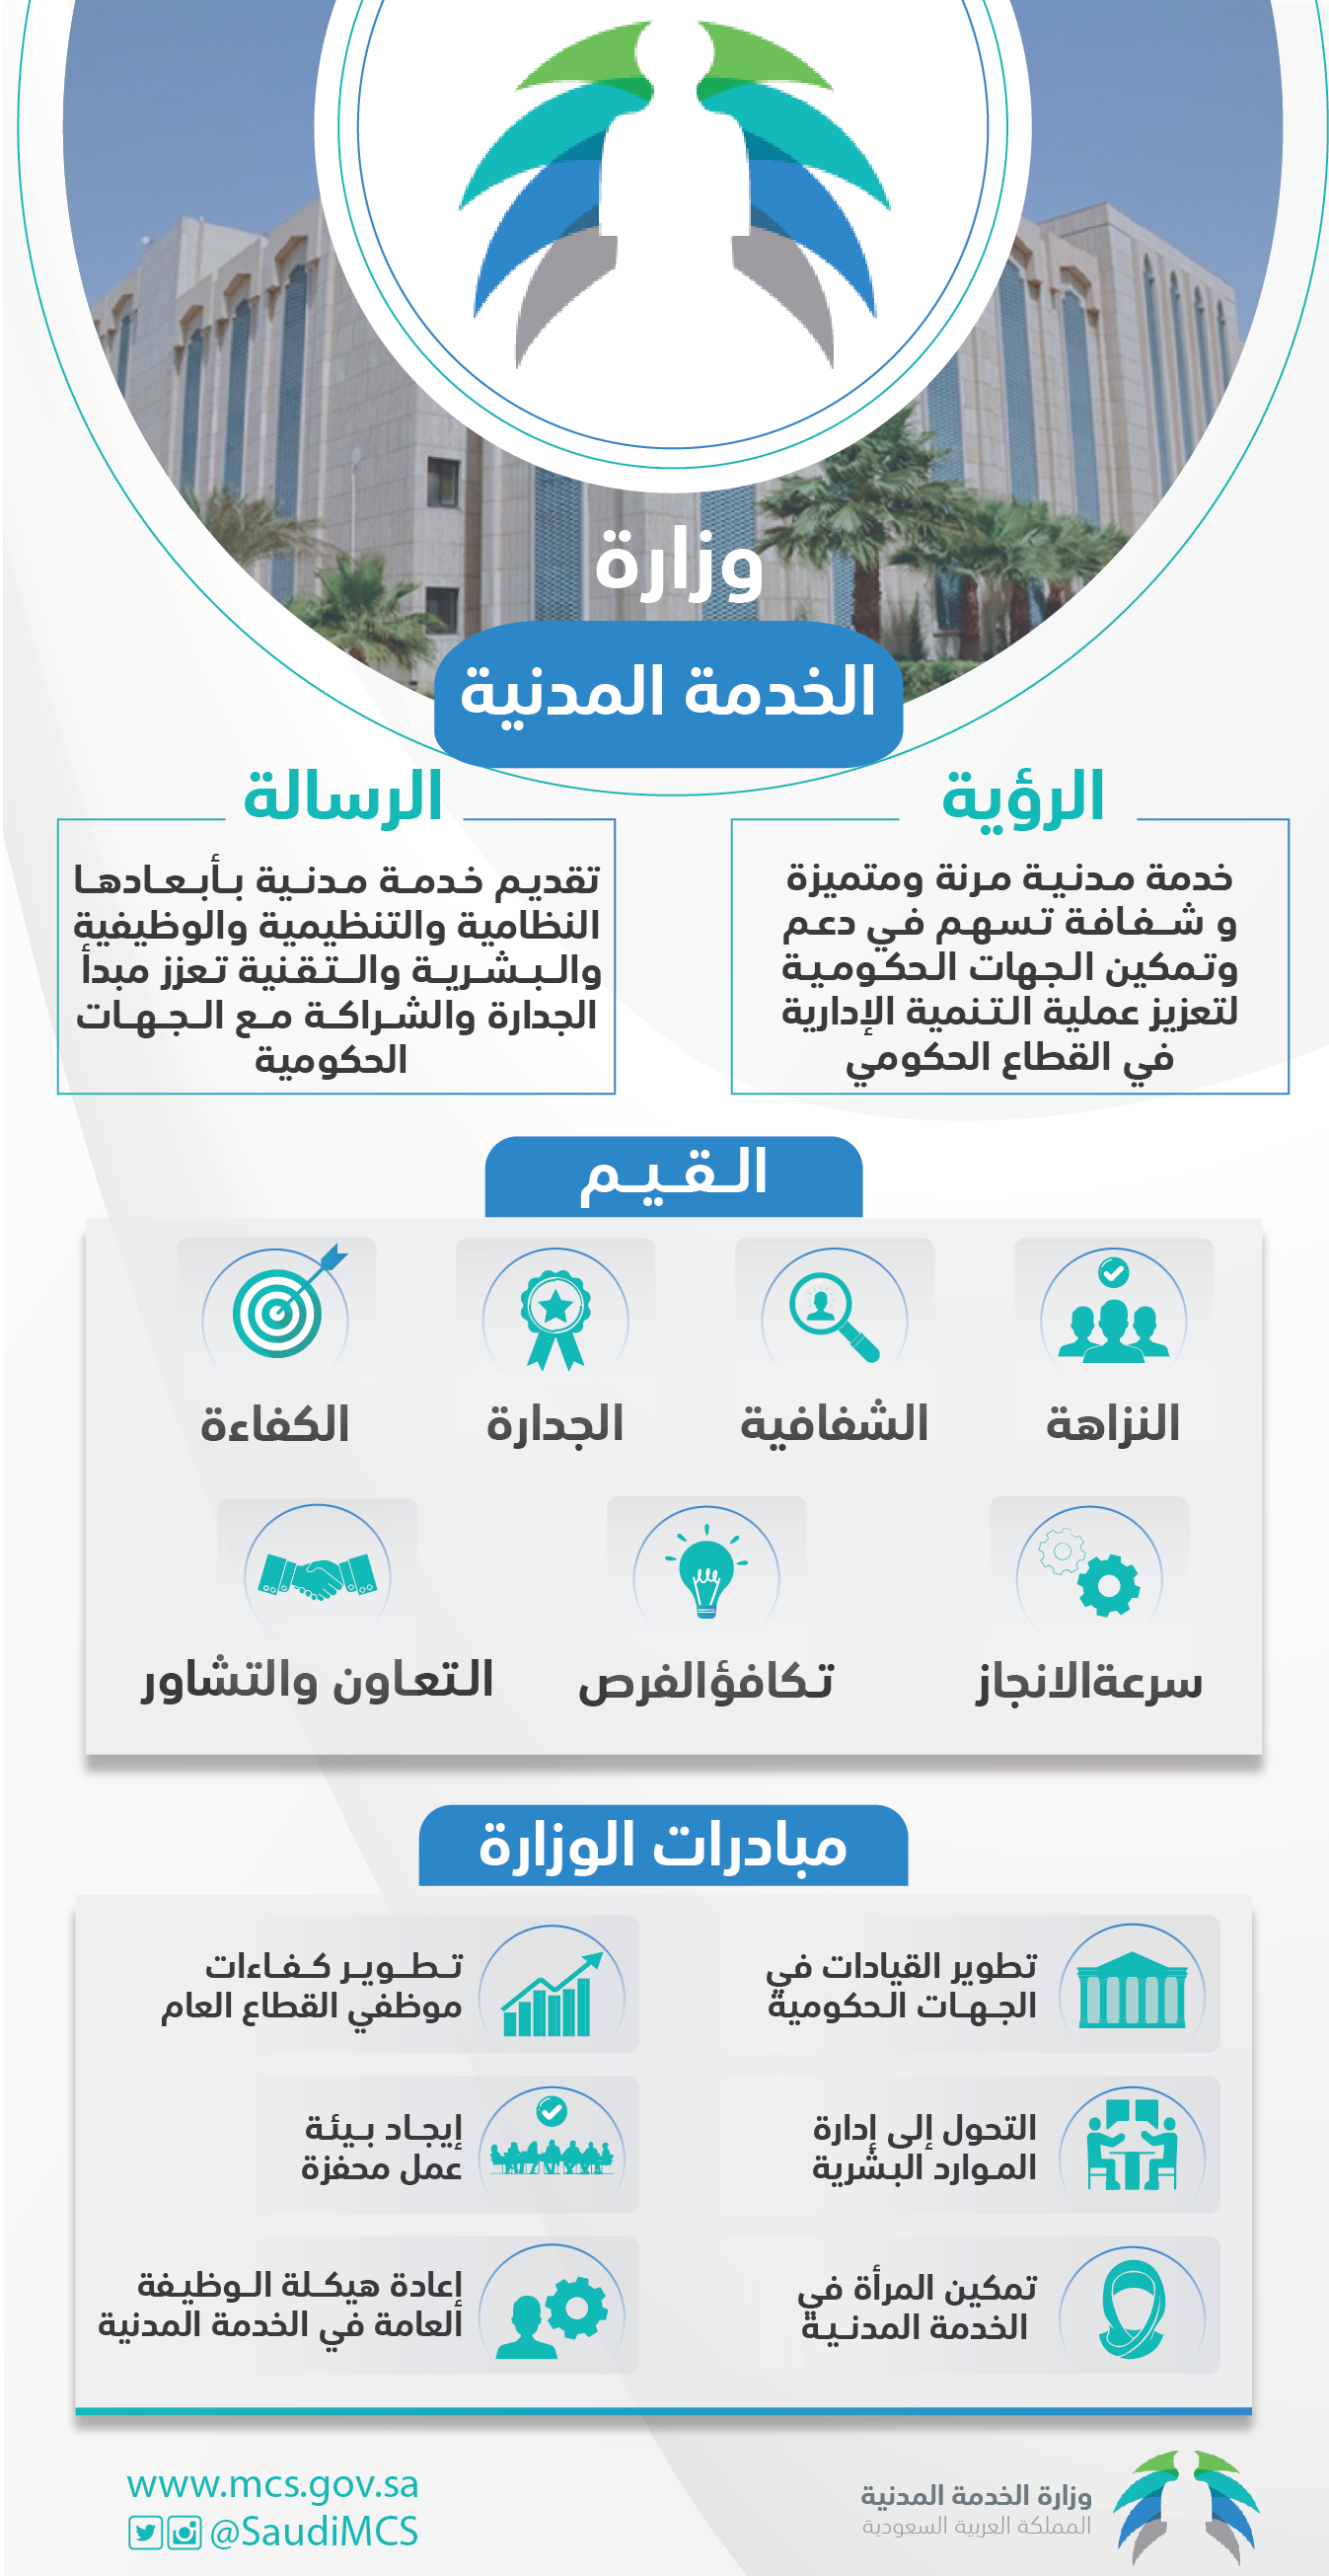 وزارة
الخدمة المدنية
الرؤية
خدمة مدنية مرنة ومتميزة
و شفافة تسهم في دعم
وتمكين الجهات الحكومية
لتعزيز عملية التنمية الإدارية
في القطاع الحكومي
الرسالة
تقديم خدمة مدنية بأبعادها
النظامية والتنظيمية والوظيفية
والبشرية والتقنية تعزز مبدأ
الجدارة والشراكة مع الجهات
الحكومية
القيم
النزاهة
الشفافية
الجدارة
الكفاءة
سرعةالانجاز
تكافؤالفرص
التعاون والتشاور
مبادرات الوزارة
تطوير القيادات في
الجهات الحكومية
تطوير كفاءات
موظفي القطاع العام
التحول إلى إدارة
الموارد البشرية
إيجاد بيئة
عمل محفزة
تمكين المرأة في
الخدمة المدنية
إعادة هيكلة الوظيفة
العامة في الخدمة المدنية
وزارة الخدمة المدنية
المملكة العربية السعودية
www.mcs.gov.sa
@SaudiMCS